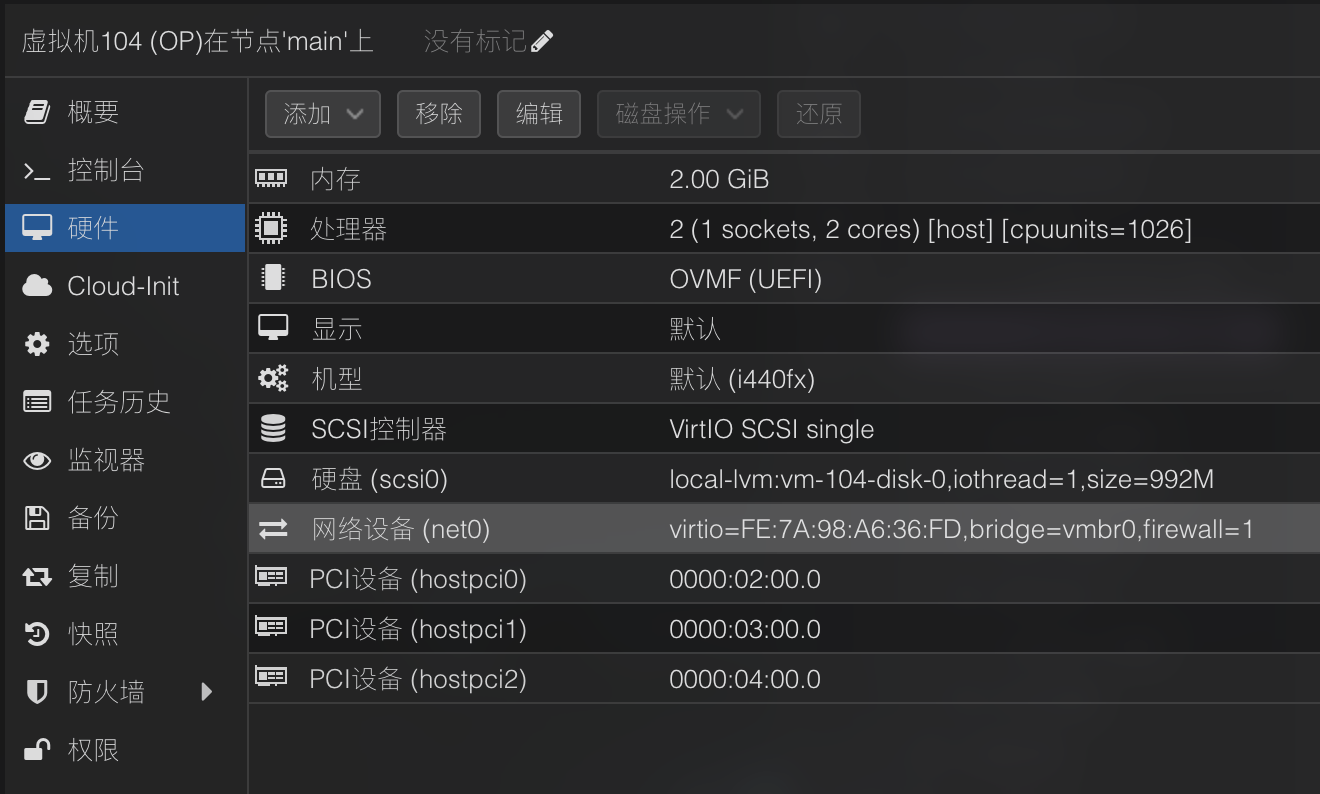 虚拟机104 (OP)在节点'main'上 没有标记
概要
控制台
硬件
Cloud-Init
选项
任务历史
监视器
备份
复制
快照
防火墙
权限
添加 移除 编辑 磁盘操作 还原
内存 2.00 GiB
处理器 2 (1 sockets, 2 cores) [host] [cpuunits=1026]
BIOS OVMF (UEFI)
显示 默认
机型 默认 (i440fx)
SCSI控制器 VirtIO SCSI single
硬盘 (scsi0) local-lvm:vm-104-disk-0,iothread=1,size=992M
网络设备 (net0) virtio=FE:7A:98:A6:36:FD,bridge=vmbr0,firewall=1
PCI设备 (hostpci0) 0000:02:00.0
PCI设备 (hostpci1) 0000:03:00.0
PCI设备 (hostpci2) 0000:04:00.0